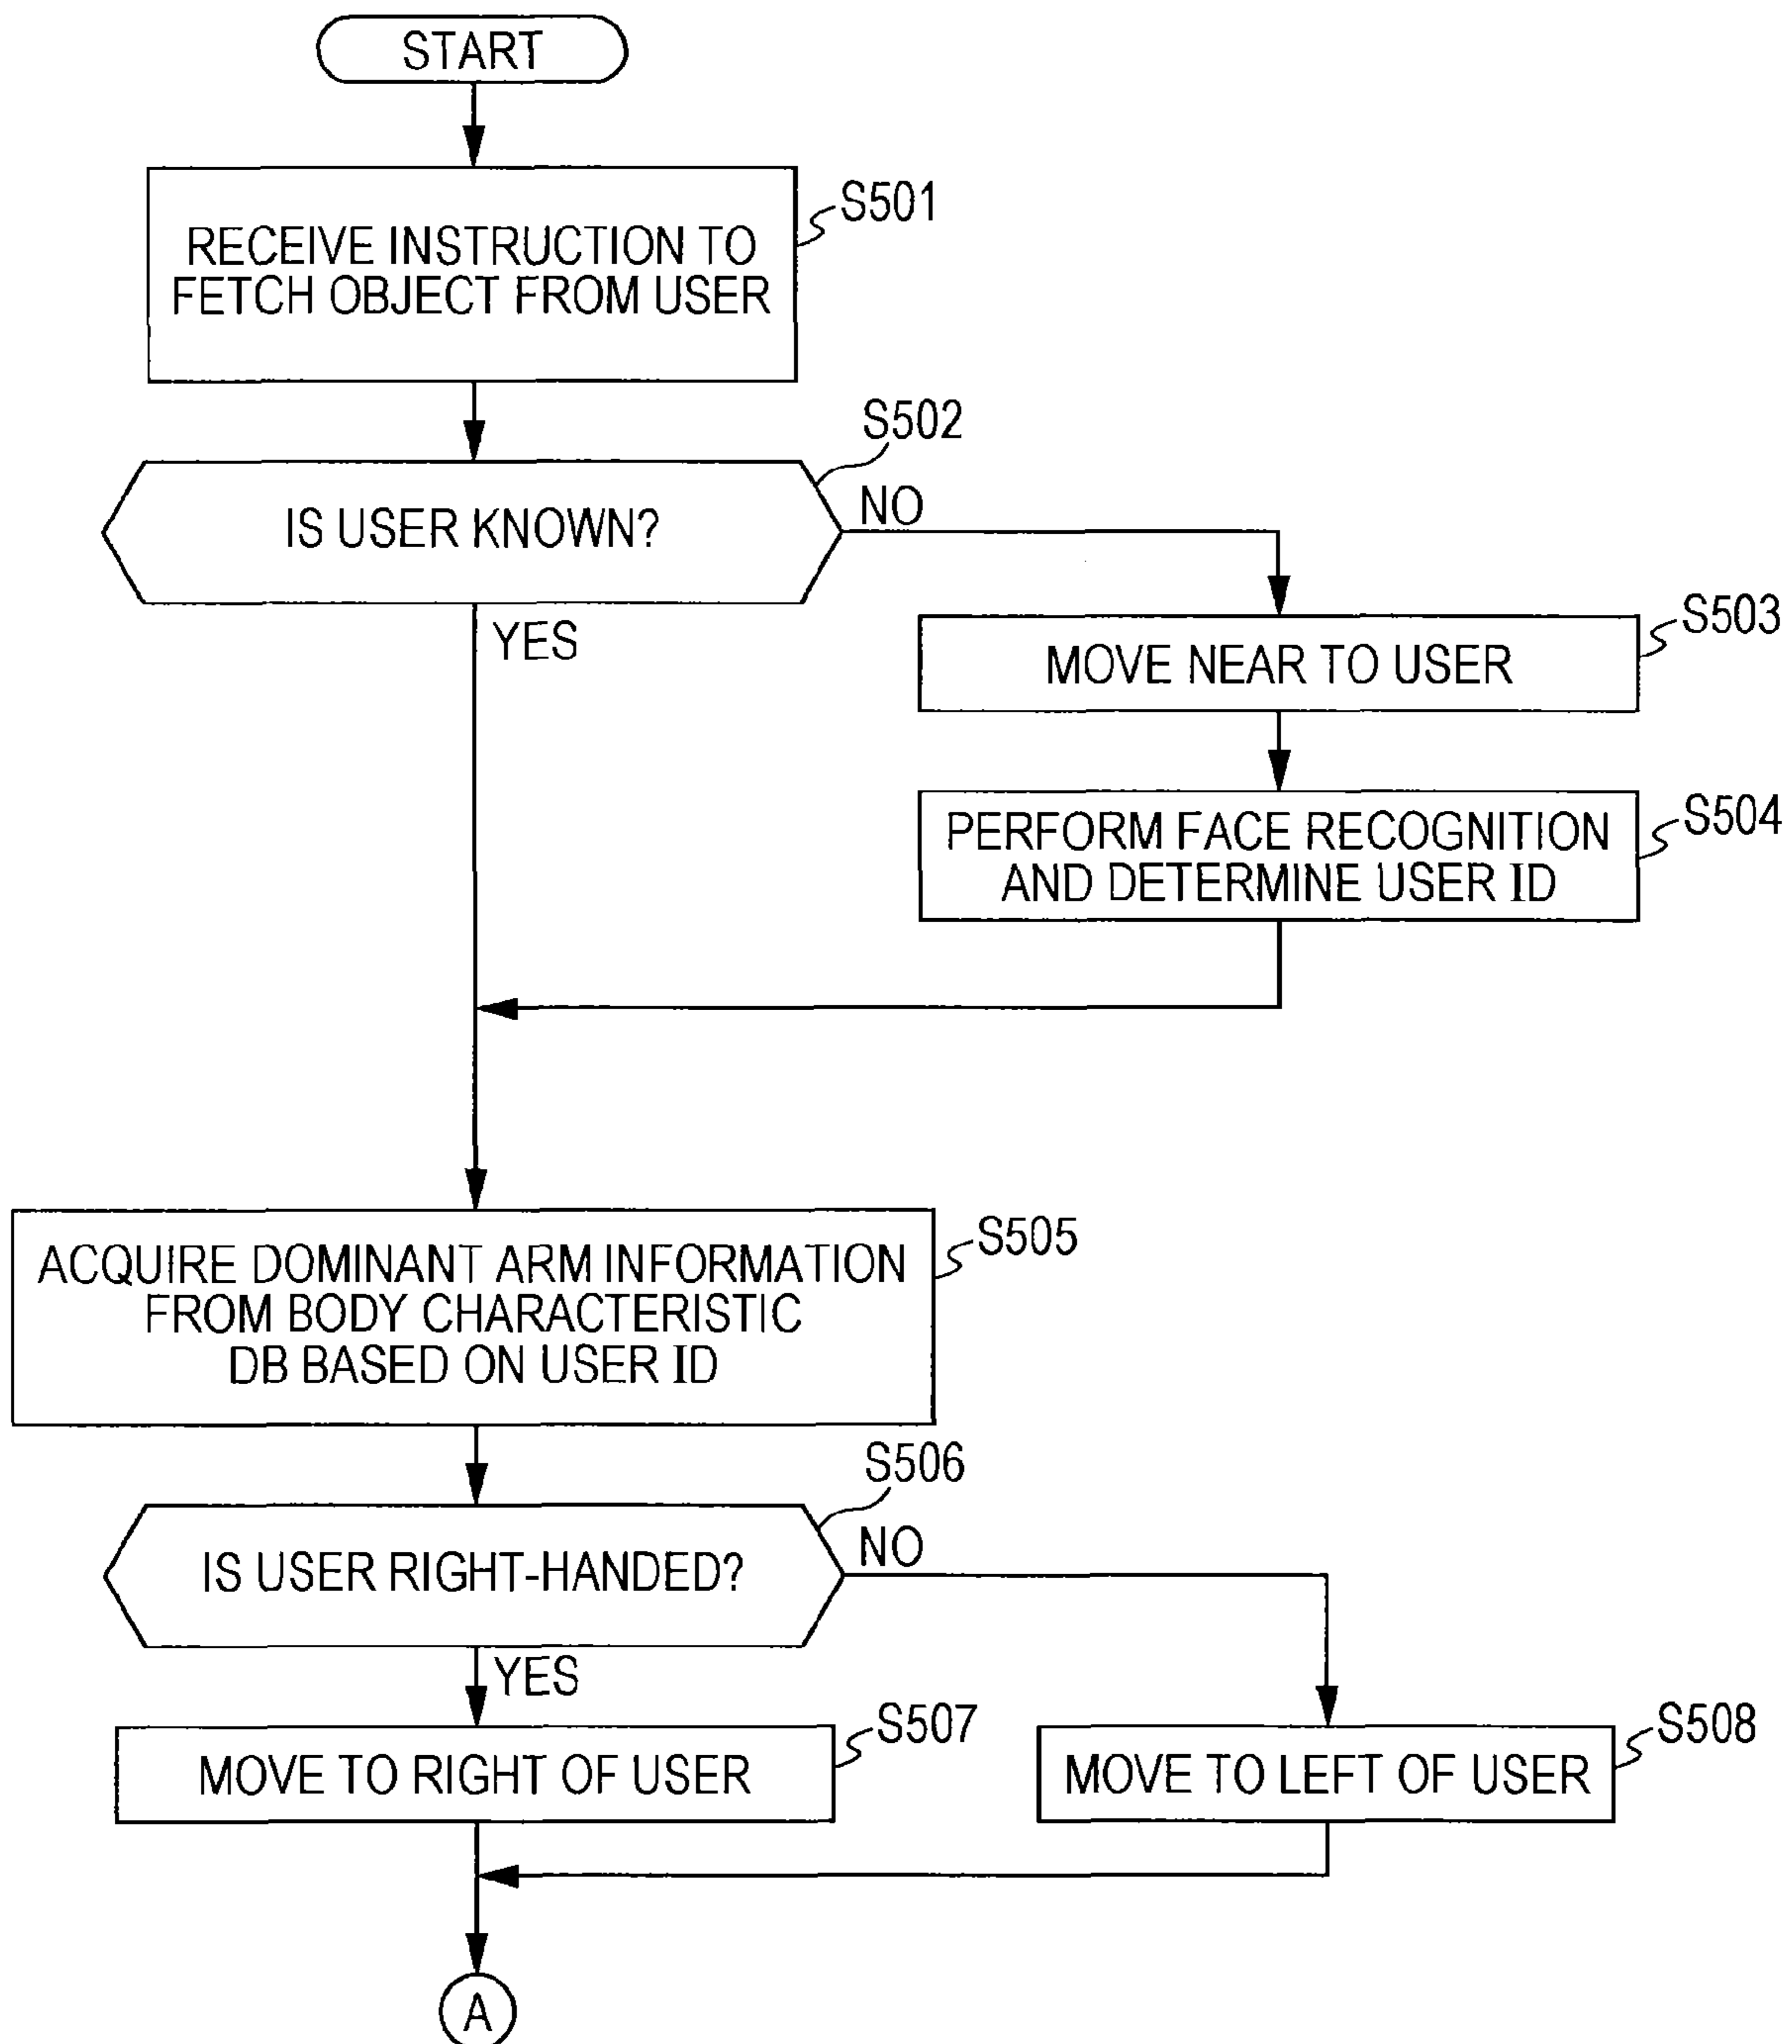 START
S501
RECEIVE INSTRUCTION TO
FETCH OBJECT FROM USER
S502
IS USER KNOWN?
NO
YES
S503
MOVE NEAR TO USER
S504
PERFORM FACE RECOGNITION
AND DETERMINE USER ID
S505
ACQUIRE DOMINANT ARM INFORMATION
FROM BODY CHARACTERISTIC
DB BASED ON USER ID
S506
IS USER RIGHT-HANDED?
NO
YES
S507
MOVE TO RIGHT OF USER
S508
MOVE TO LEFT OF USER
A